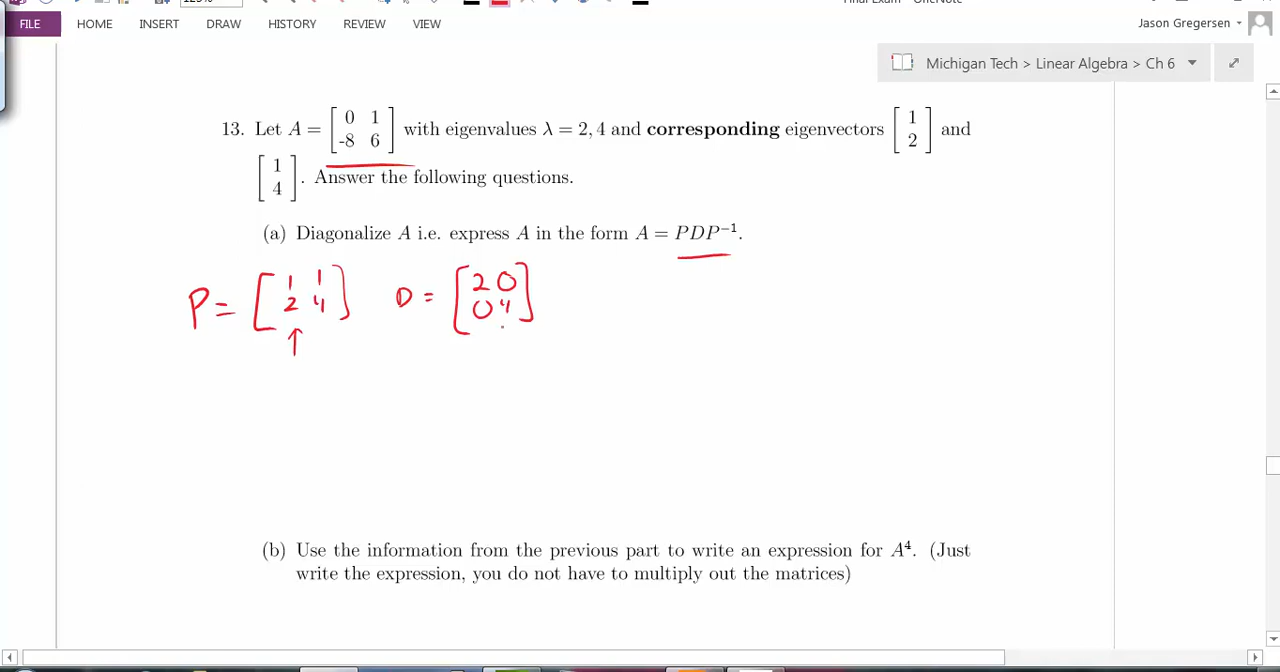 FILE HOME INSERT DRAW HISTORY REVIEW VIEW
Jason Gregersen
Michigan Tech > Linear Algebra > Ch 6
13. Let A = [ 0 1 ; -8 6 ] with eigenvalues λ = 2, 4 and corresponding eigenvectors [ 1 ; 2 ] and
[ 1 ; 4 ]. Answer the following questions.
(a) Diagonalize A i.e. express A in the form A = PDP⁻¹.
P = [ 1 1 ; 2 4 ] D = [ 2 0 ; 0 4 ]
(b) Use the information from the previous part to write an expression for A⁴. (Just
write the expression, you do not have to multiply out the matrices)